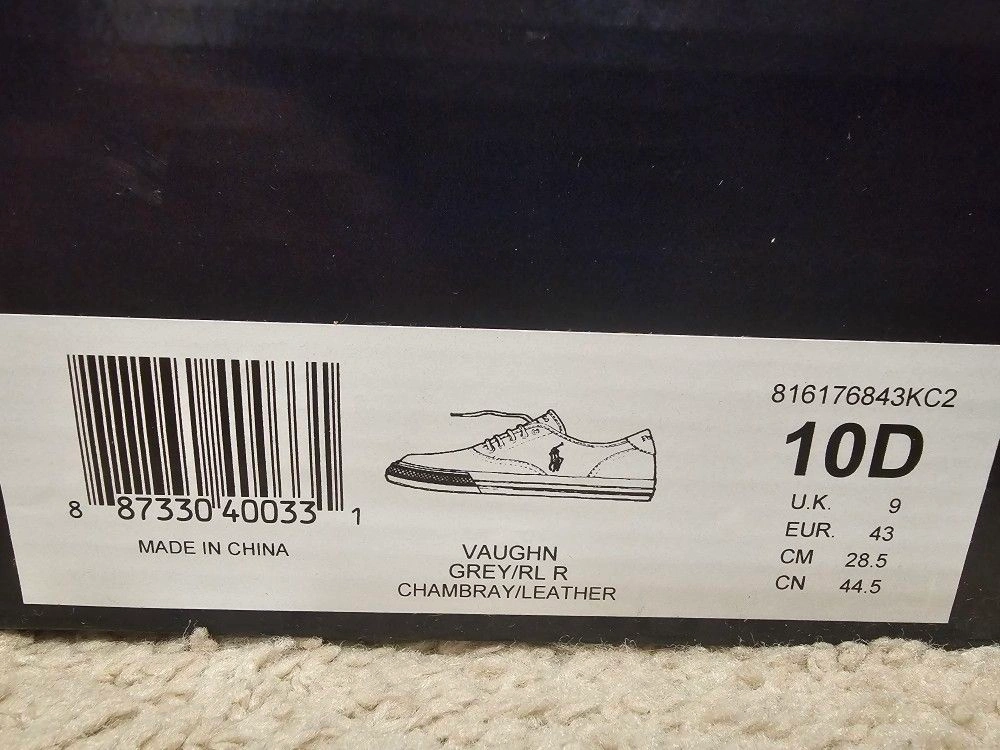 8 87330 40033 1
MADE IN CHINA
VAUGHN
GREY/RL R
CHAMBRAY/LEATHER
816176843KC2
10D
U.K. 9
EUR. 43
CM 28.5
CN 44.5